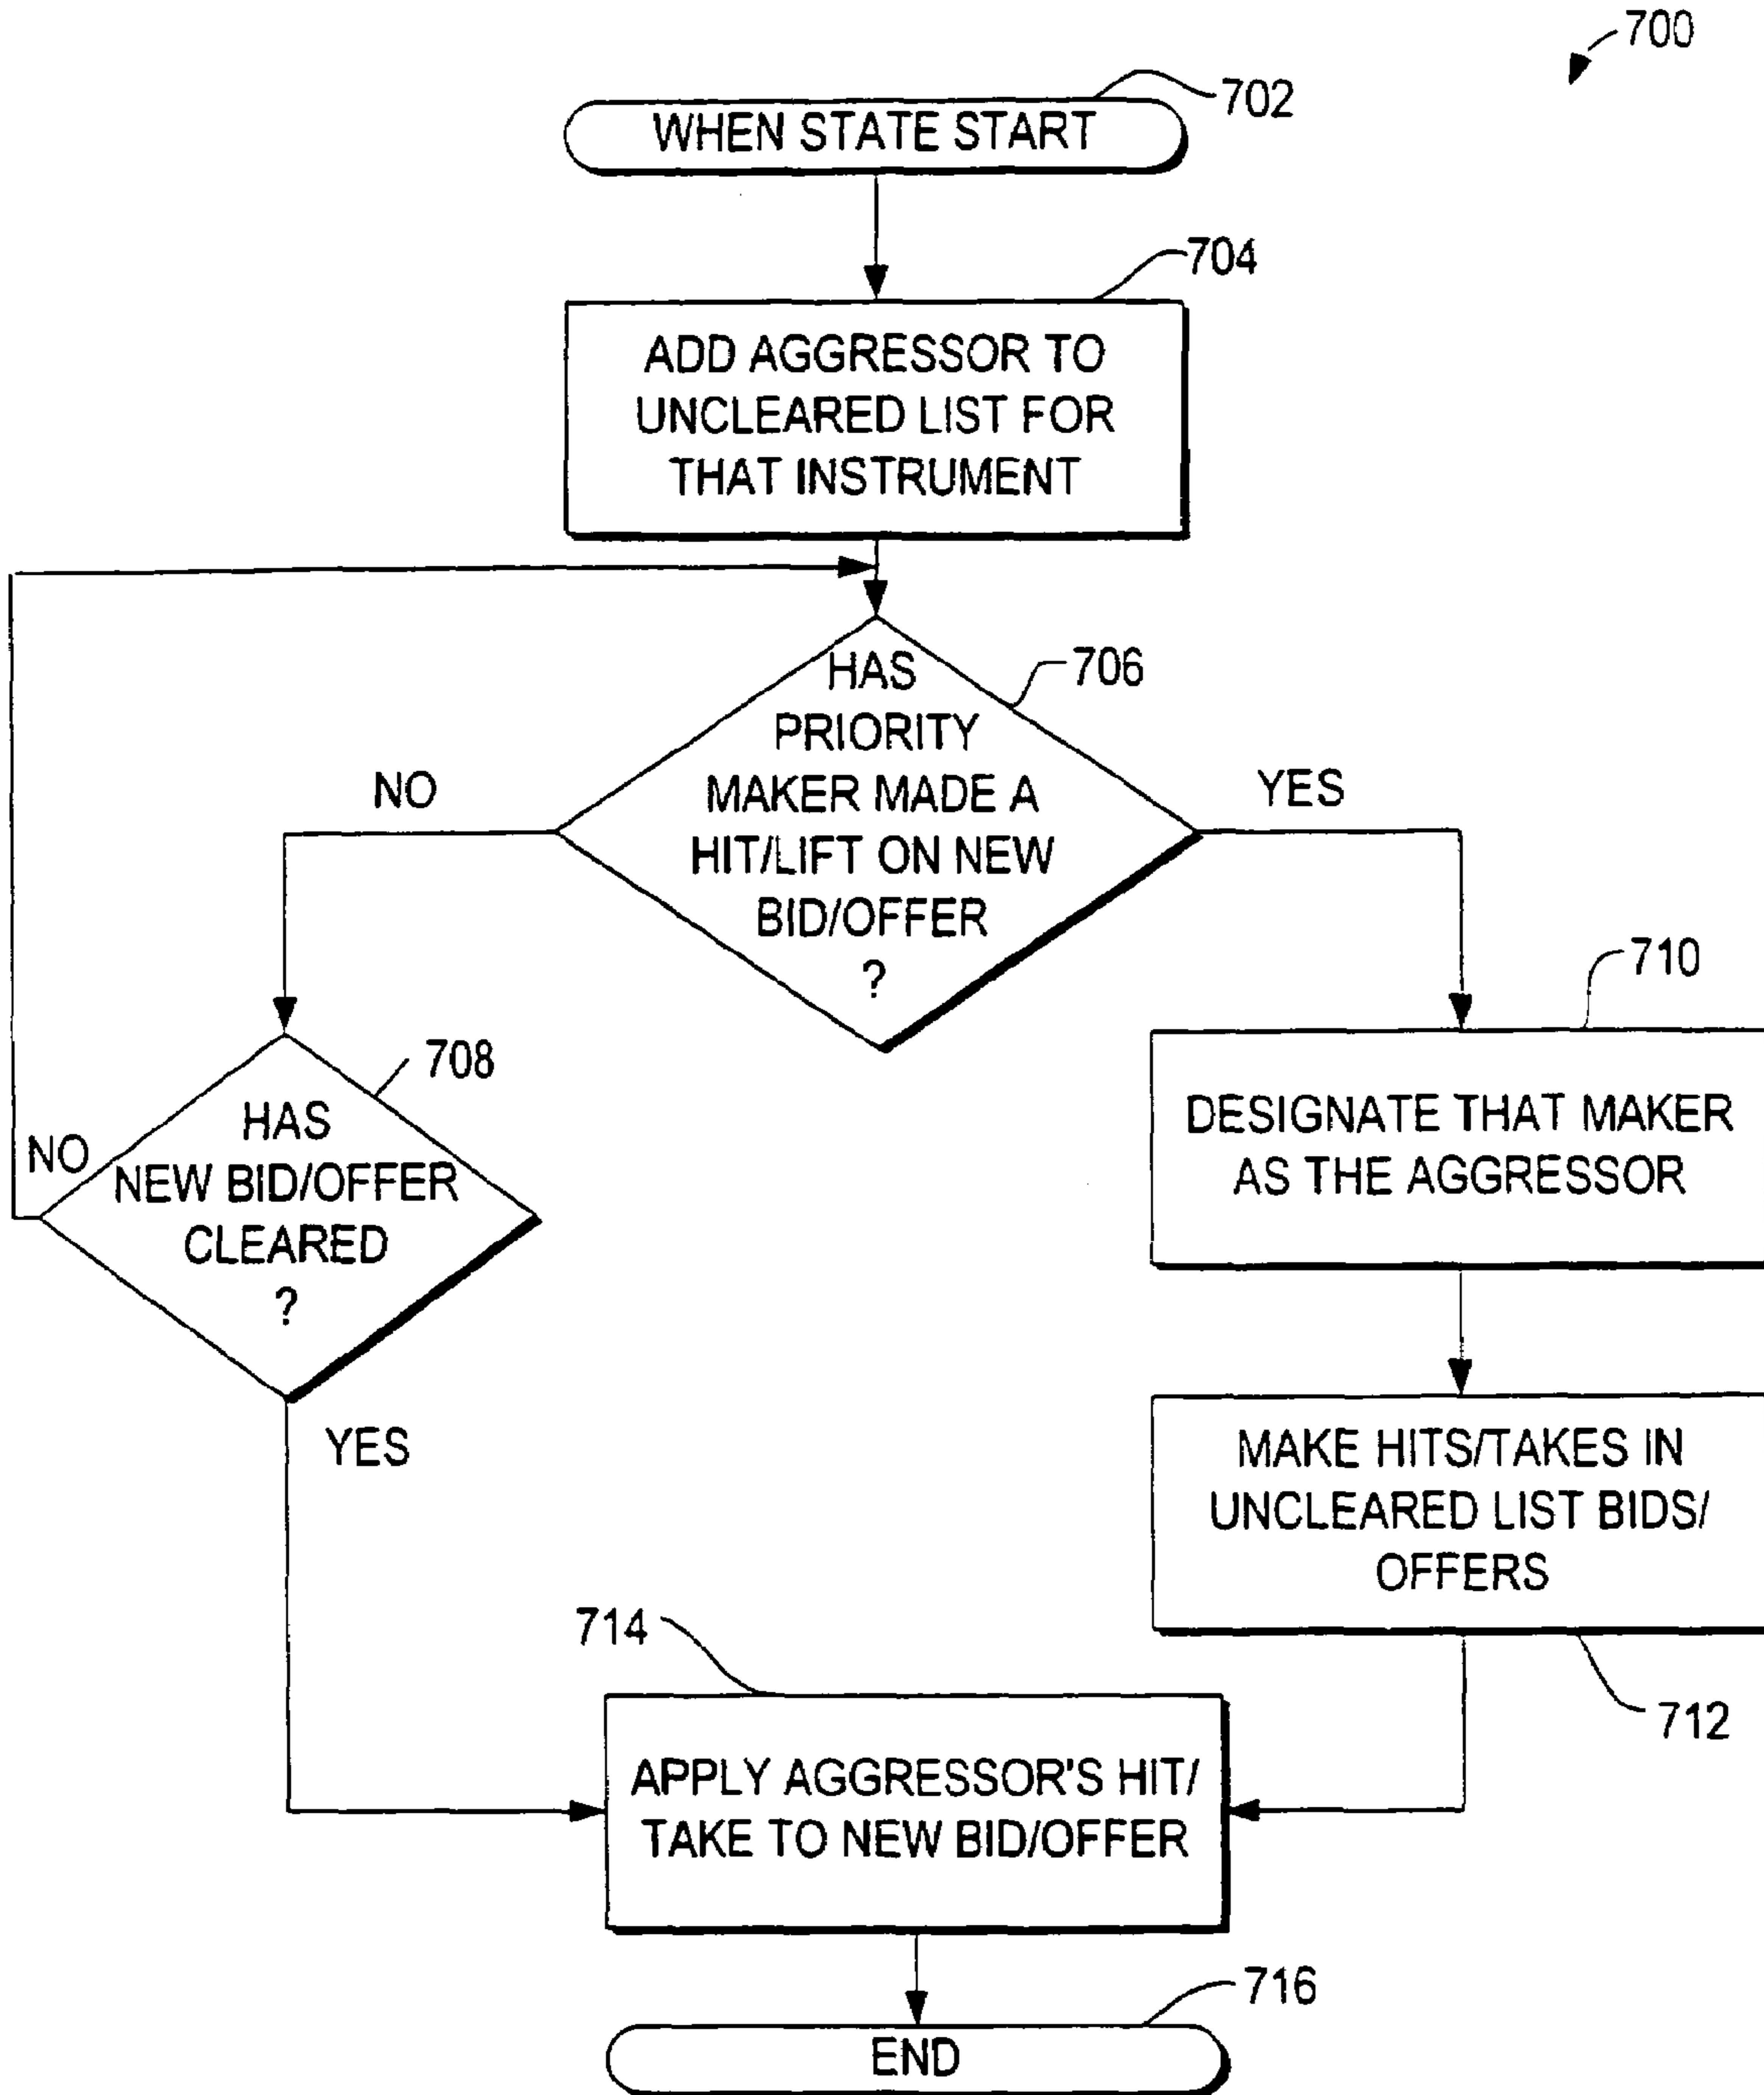 700
702
WHEN STATE START
704
ADD AGGRESSOR TO
UNCLEARED LIST FOR
THAT INSTRUMENT
706
HAS
PRIORITY
MAKER MADE A
HIT/LIFT ON NEW
BID/OFFER
?
NO
YES
708
HAS
NEW BID/OFFER
CLEARED
?
NO
YES
710
DESIGNATE THAT MAKER
AS THE AGGRESSOR
MAKE HITS/TAKES IN
UNCLEARED LIST BIDS/
OFFERS
712
714
APPLY AGGRESSOR'S HIT/
TAKE TO NEW BID/OFFER
716
END